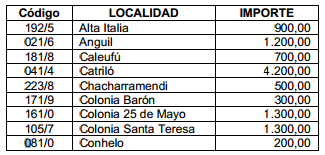 Código LOCALIDAD IMPORTE
192/5 Alta Italia 900,00
021/6 Anguil 1.200,00
181/8 Caleufú 700,00
041/4 Catriló 4.200,00
223/8 Chacharramendi 500,00
171/9 Colonia Barón 300,00
161/0 Colonia 25 de Mayo 1.300,00
105/7 Colonia Santa Teresa 1.300,00
081/0 Conhelo 200,00